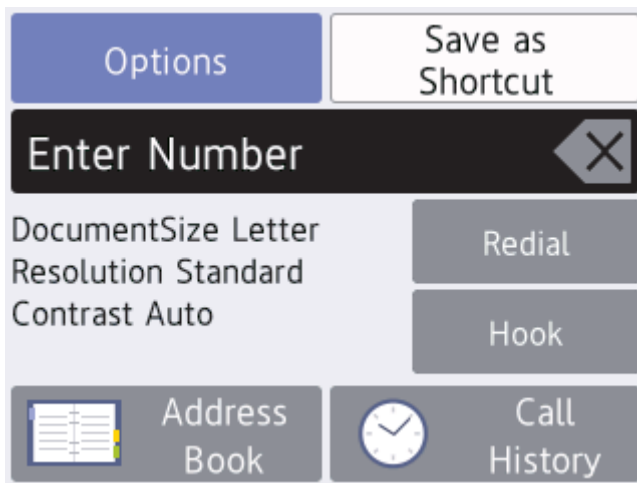 Options
Save as
Shortcut
Enter Number
DocumentSize Letter
Resolution Standard
Contrast Auto
Redial
Hook
Address
Book
Call
History